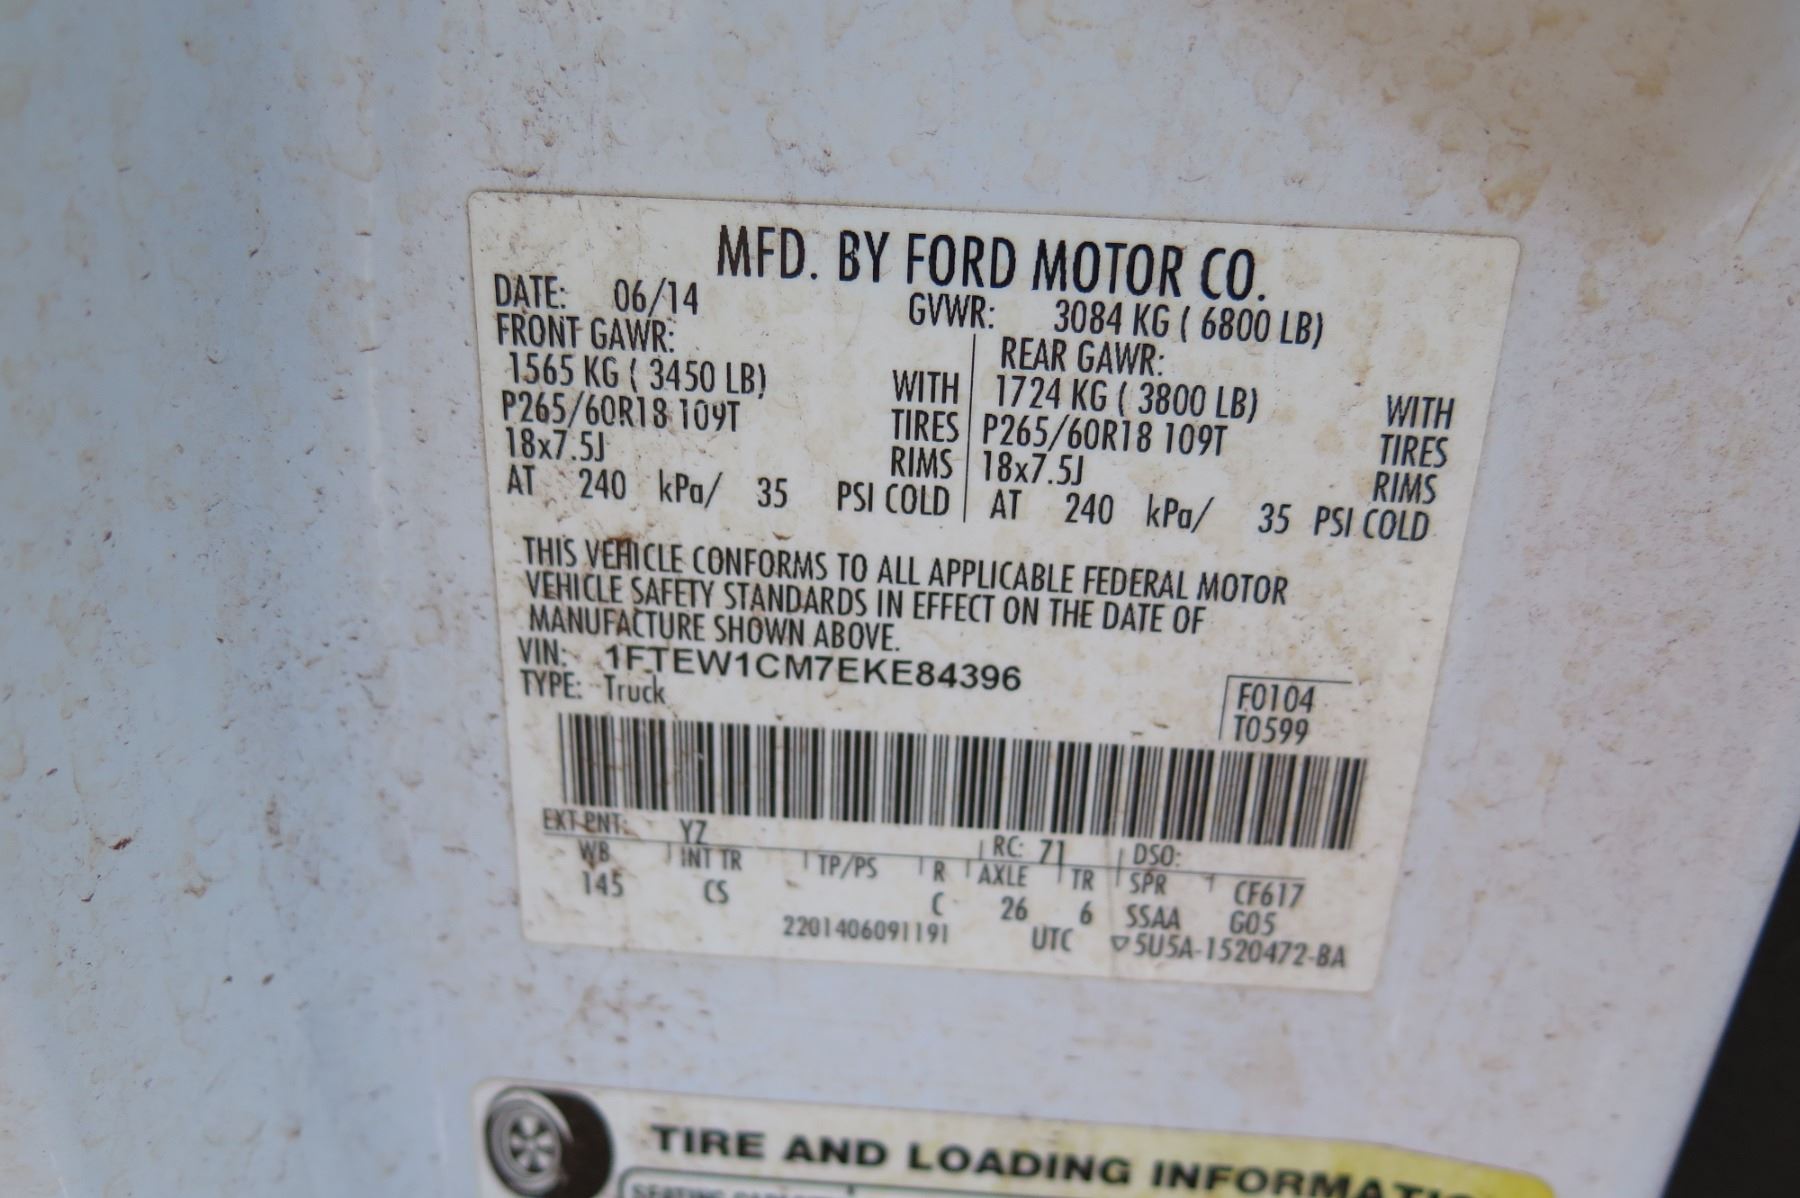 MFD. BY FORD MOTOR CO.
DATE: 06/14 GVWR: 3084 KG ( 6800 LB)
FRONT GAWR: REAR GAWR:
1565 KG ( 3450 LB) WITH 1724 KG ( 3800 LB) WITH
P265/60R18 109T TIRES P265/60R18 109T TIRES
18x7.5J RIMS 18x7.5J RIMS
AT 240 kPa/ 35 PSI COLD AT 240 kPa/ 35 PSI COLD
THIS VEHICLE CONFORMS TO ALL APPLICABLE FEDERAL MOTOR
VEHICLE SAFETY STANDARDS IN EFFECT ON THE DATE OF
MANUFACTURE SHOWN ABOVE.
VIN: 1FTEW1CM7EKE84396
TYPE: Truck
F0104
T0599
EXT PNT: YZ RC: 71 DSO:
WB INT TR TP/PS R AXLE TR SPR CF617
145 CS C 26 6 SSAA G05
2201406091191 UTC ▽5U5A-1520472-BA
TIRE AND LOADING